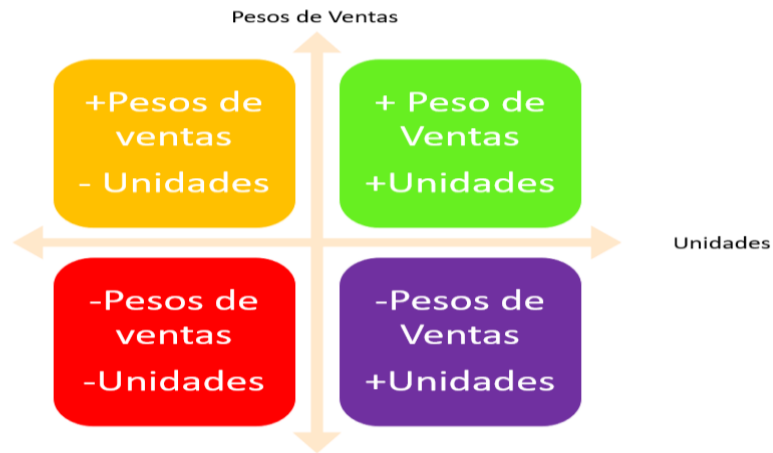 Pesos de Ventas
+Pesos de
ventas
- Unidades
+ Peso de
Ventas
+Unidades
Unidades
-Pesos de
ventas
-Unidades
-Pesos de
Ventas
+Unidades